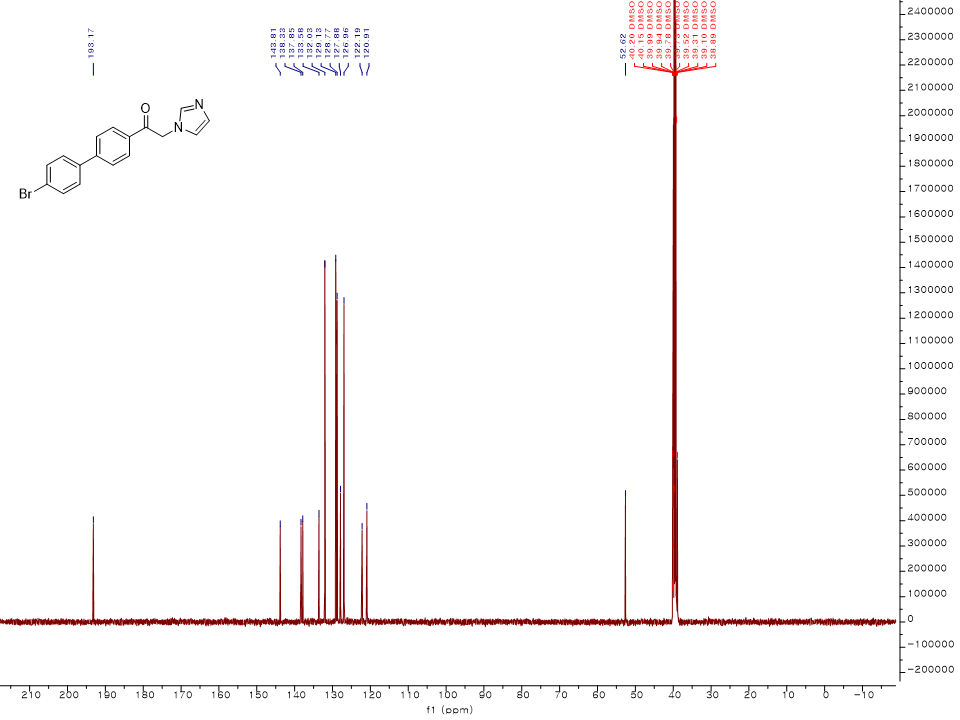 193.17
143.81
138.33
137.85
133.58
132.03
129.13
128.77
127.88
126.96
122.19
120.91
52.62
40.20 DMSO
40.15 DMSO
39.99 DMSO
39.94 DMSO
39.78 DMSO
39.73 DMSO
39.52 DMSO
39.31 DMSO
39.10 DMSO
38.89 DMSO
O
N
N
Br
2400000
2300000
2200000
2100000
2000000
1900000
1800000
1700000
1600000
1500000
1400000
1300000
1200000
1100000
1000000
900000
800000
700000
600000
500000
400000
300000
200000
100000
0
-100000
-200000
210 200 190 180 170 160 150 140 130 120 110 100 90 80 70 60 50 40 30 20 10 0 -10
f1 (ppm)